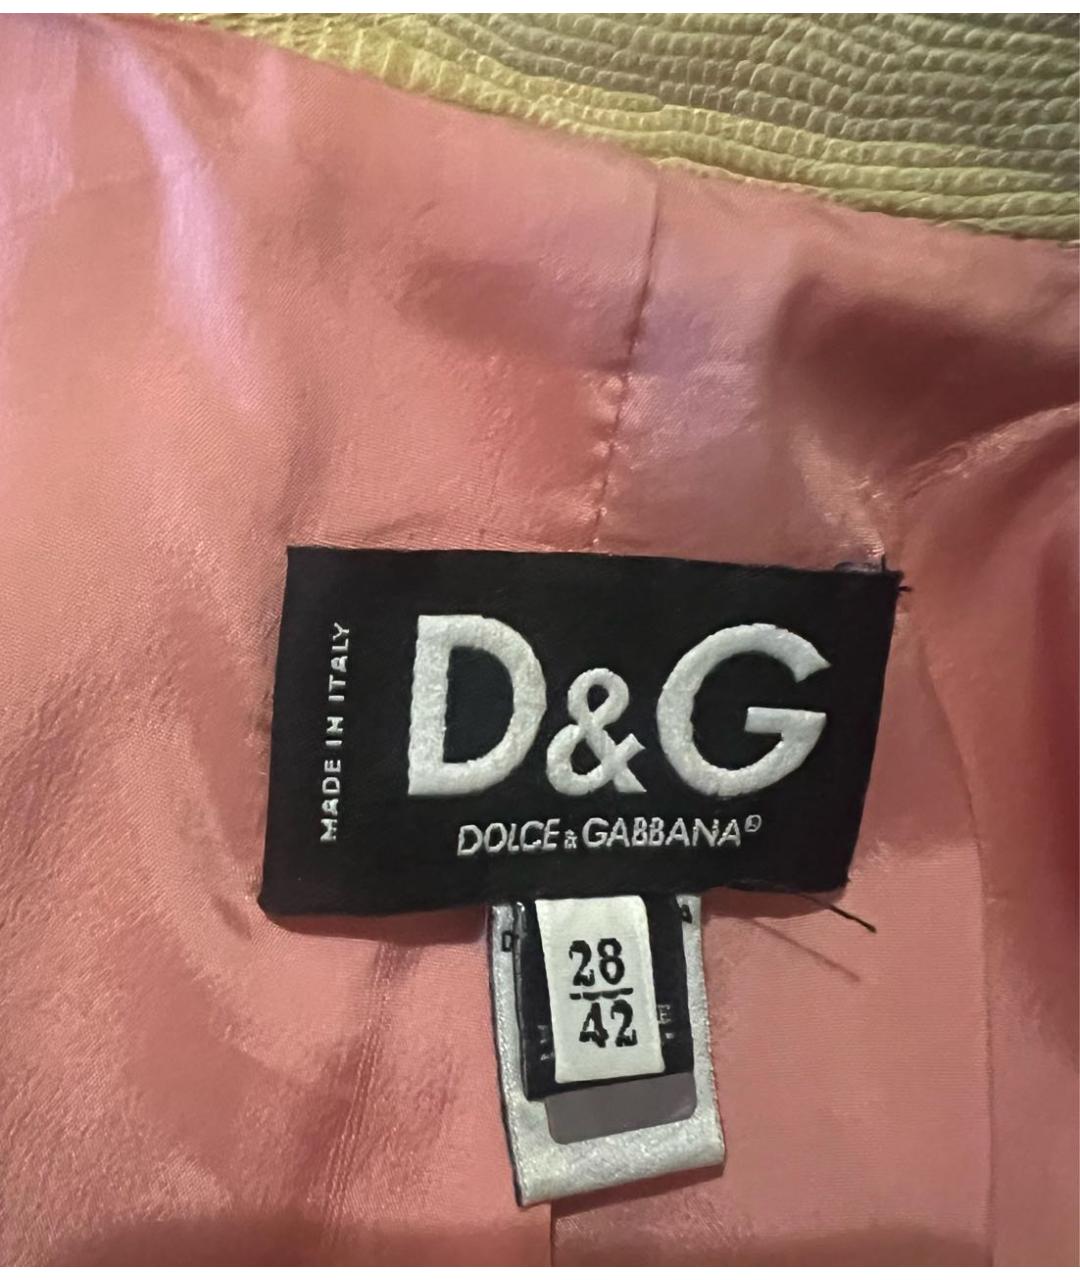 MADE IN ITALY
D&G
DOLCE & GABBANA®
28
42